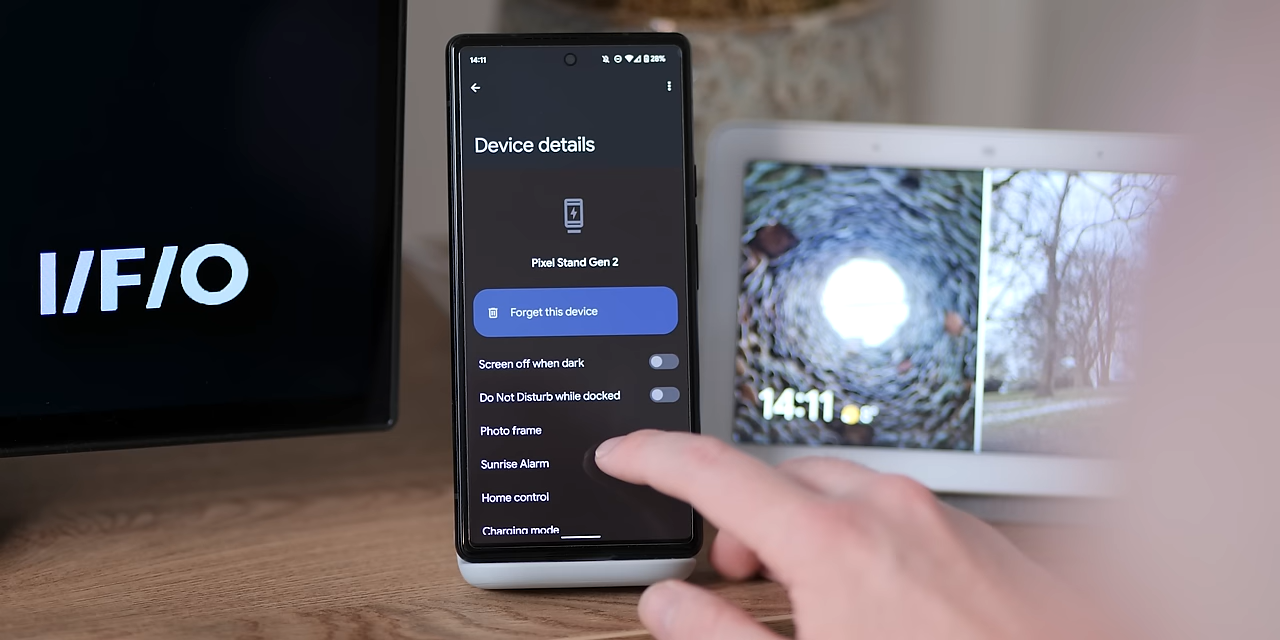 I/F/O
14:11
28%
Device details
Pixel Stand Gen 2
Forget this device
Screen off when dark
Do Not Disturb while docked
Photo frame
Sunrise Alarm
Home control
Charging mode
14:11